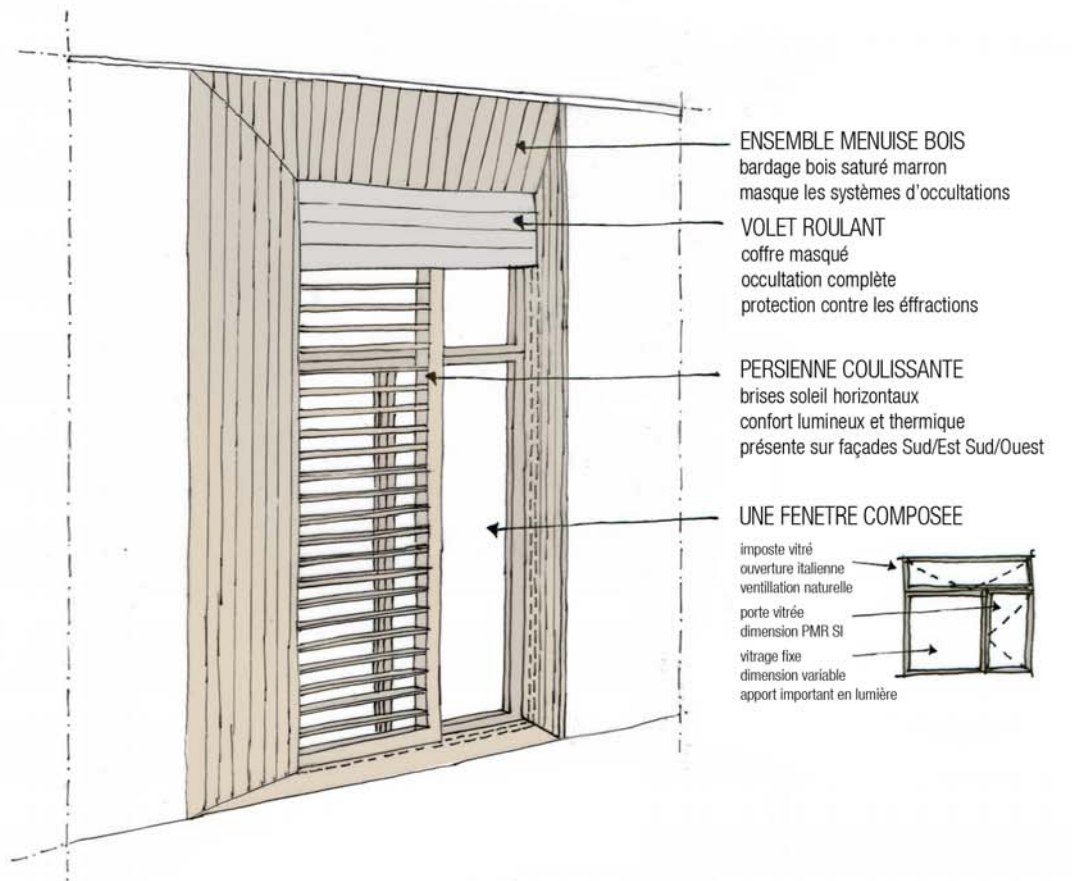 ENSEMBLE MENUISE BOIS
bardage bois saturé marron
masque les systèmes d'occultations
VOLET ROULANT
coffre masqué
occultation complète
protection contre les éffractions
PERSIENNE COULISSANTE
brises soleil horizontaux
confort lumineux et thermique
présente sur façades Sud/Est Sud/Ouest
UNE FENETRE COMPOSEE
imposte vitré
ouverture italienne
ventillation naturelle
porte vitrée
dimension PMR SI
vitrage fixe
dimension variable
apport important en lumière